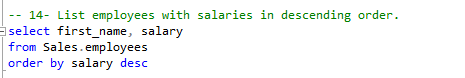 -- 14- List employees with salaries in descending order.
select first_name, salary
from Sales.employees
order by salary desc